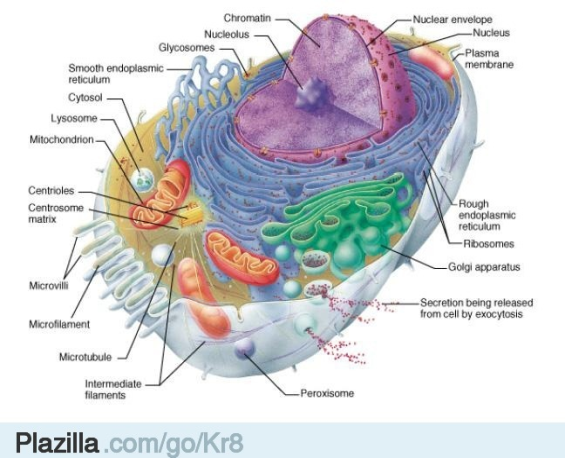 Chromatin
Nucleolus
Glycosomes
Smooth endoplasmic
reticulum
Cytosol
Lysosome
Mitochondrion
Centrioles
Centrosome
matrix
Microvilli
Microfilament
Microtubule
Intermediate
filaments
Nuclear envelope
Nucleus
Plasma
membrane
Rough
endoplasmic
reticulum
Ribosomes
Golgi apparatus
Secretion being released
from cell by exocytosis
Peroxisome
Plazilla.com/go/Kr8